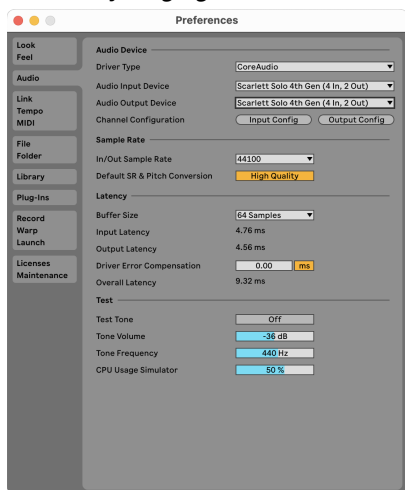 Preferences
Look
Feel
Audio
Link
Tempo
MIDI
File
Folder
Library
Plug-Ins
Record
Warp
Launch
Licenses
Maintenance
Audio Device
Driver Type CoreAudio
Audio Input Device Scarlett Solo 4th Gen (4 In, 2 Out)
Audio Output Device Scarlett Solo 4th Gen (4 In, 2 Out)
Channel Configuration Input Config Output Config
Sample Rate
In/Out Sample Rate 44100
Default SR & Pitch Conversion High Quality
Latency
Buffer Size 64 Samples
Input Latency 4.76 ms
Output Latency 4.56 ms
Driver Error Compensation 0.00 ms
Overall Latency 9.32 ms
Test
Test Tone Off
Tone Volume -36 dB
Tone Frequency 440 Hz
CPU Usage Simulator 50 %